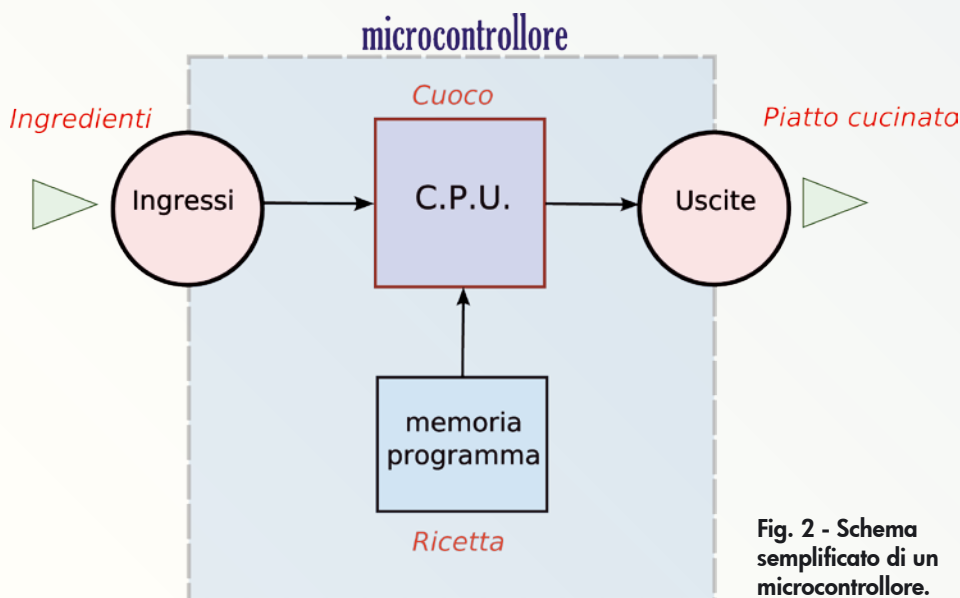 microcontrollore
Cuoco
Ingredienti
Piatto cucinato
Ingressi
C.P.U.
Uscite
memoria
programma
Ricetta
Fig. 2 - Schema
semplificato di un
microcontrollore.